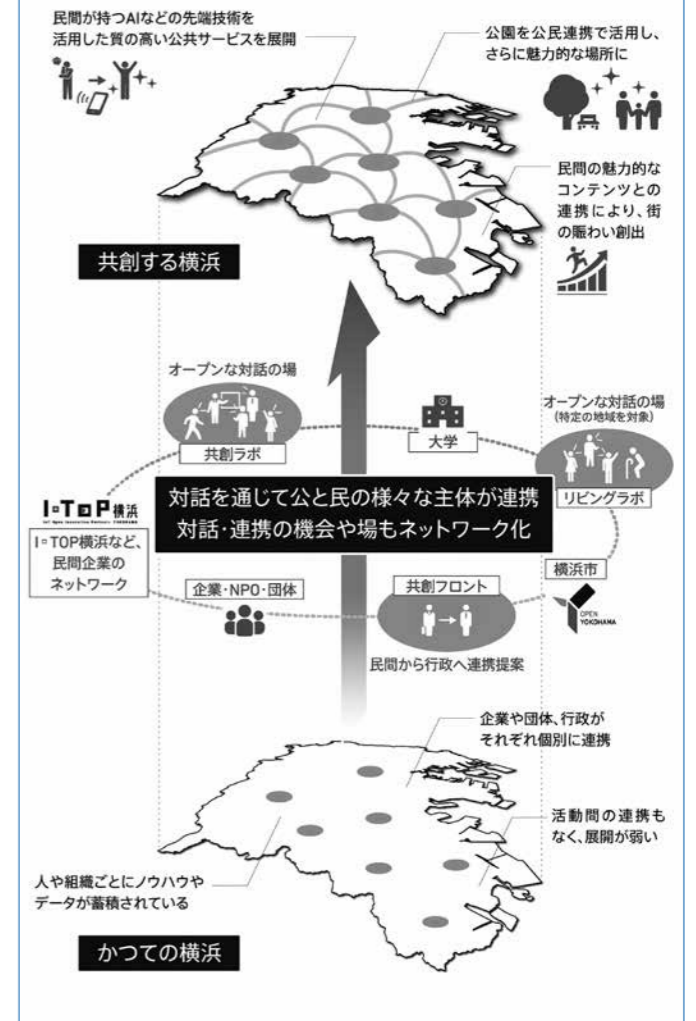 民間が持つAIなどの先端技術を
活用した質の高い公共サービスを展開
公園を公民連携で活用し、
さらに魅力的な場所に
民間の魅力的な
コンテンツとの
連携により、街
の賑わい創出
共創する横浜
オープンな対話の場
共創ラボ
大学
オープンな対話の場
(特定の地域を対象)
リビングラボ
対話を通じて公と民の様々な主体が連携
対話・連携の機会や場もネットワーク化
I・TOP横浜
IoT Open Innovation Partners YOKOHAMA
I・TOP横浜など、
民間企業の
ネットワーク
企業・NPO・団体
共創フロント
民間から行政へ連携提案
横浜市
OPEN
YOKOHAMA
企業や団体、行政が
それぞれ個別に連携
活動間の連携も
なく、展開が弱い
人や組織ごとにノウハウや
データが蓄積されている
かつての横浜